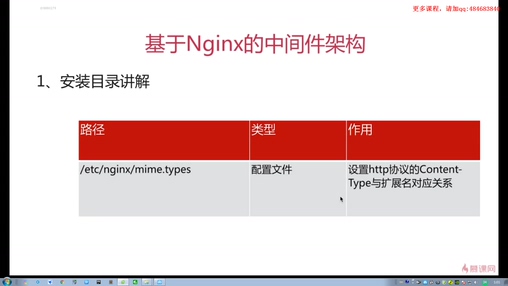 更多课程，请加qq:484683840
基于Nginx的中间件架构
1、安装目录讲解
路径 类型 作用
/etc/nginx/mime.types 配置文件 设置http协议的Content-
Type与扩展名对应关系
慕课网